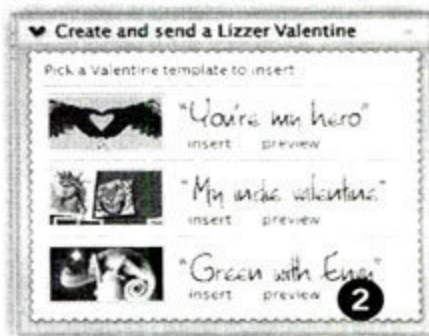 Create and send a Lizzer Valentine
Pick a Valentine template to insert
"You're my hero"
insert preview
"My indie valentine"
insert preview
"Green with Envy"
insert preview
2